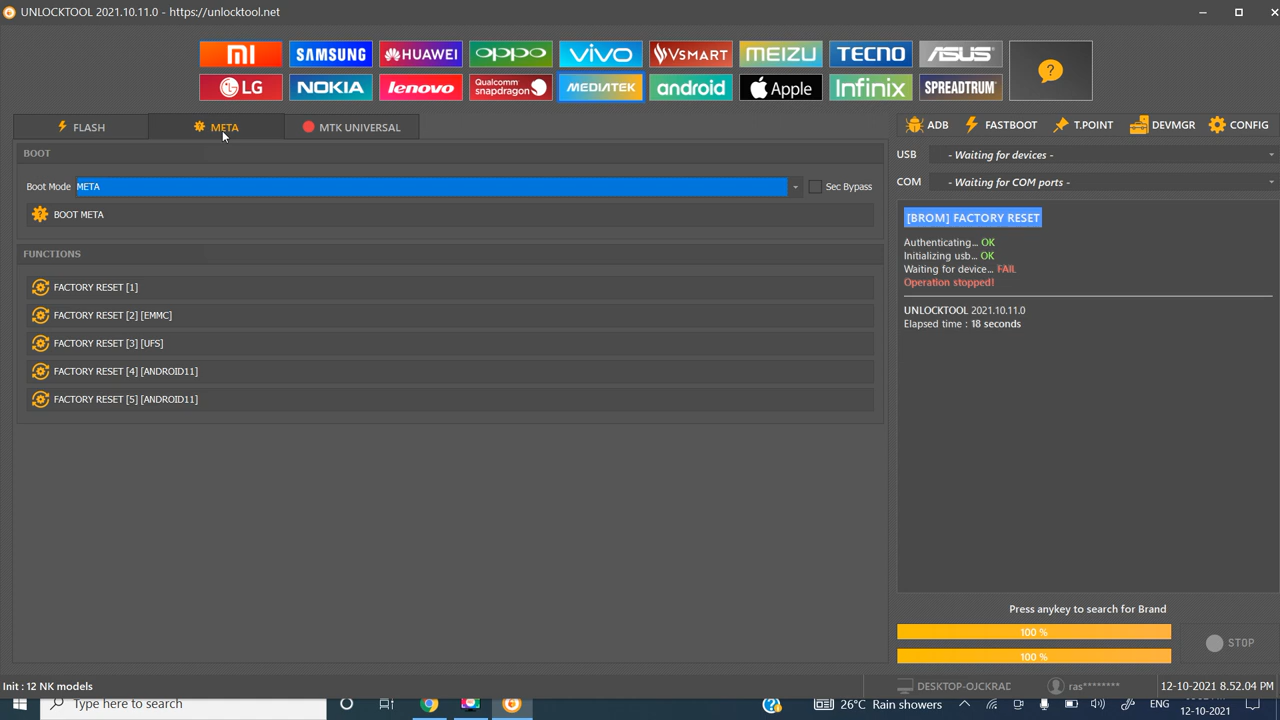 UNLOCKTOOL 2021.10.11.0 - https://unlocktool.net
MI SAMSUNG HUAWEI oppo vivo VSMART MEIZU TECNO ASUS
LG NOKIA lenovo Qualcomm snapdragon MEDIATEK android Apple Infinix SPREADTRUM
?
FLASH META MTK UNIVERSAL
ADB FASTBOOT T.POINT DEVMGR CONFIG
BOOT
Boot Mode META Sec Bypass
BOOT META
FUNCTIONS
FACTORY RESET [1]
FACTORY RESET [2] [EMMC]
FACTORY RESET [3] [UFS]
FACTORY RESET [4] [ANDROID11]
FACTORY RESET [5] [ANDROID11]
USB - Waiting for devices -
COM - Waiting for COM ports -
[BROM] FACTORY RESET
Authenticating... OK
Initializing usb... OK
Waiting for device... FAIL
Operation stopped!
UNLOCKTOOL 2021.10.11.0
Elapsed time : 18 seconds
Press anykey to search for Brand
100 %
STOP
100 %
Init : 12 NK models
DESKTOP-OJCKRAD ras******** 12-10-2021 8.52.04 PM
Type here to search
26°C Rain showers ENG
12-10-2021